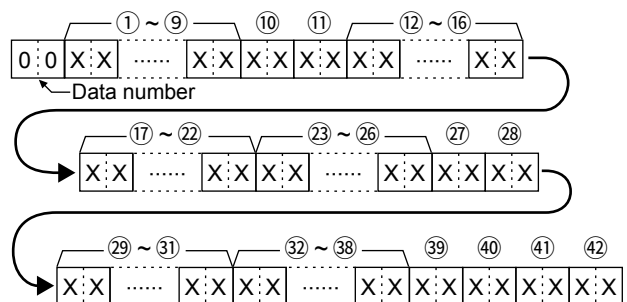 ① ~ ⑨ ⑩ ⑪ ⑫ ~ ⑯
0 0 X X ...... X X X X X X X X ...... X X
Data number
⑰ ~ ㉒ ㉓ ~ ㉖ ㉗ ㉘
X X ...... X X X X ...... X X X X X X
㉙ ~ ㉛ ㉜ ~ ㊳ ㊴ ㊵ ㊶ ㊷
X X ...... X X X X ...... X X X X X X X X X X